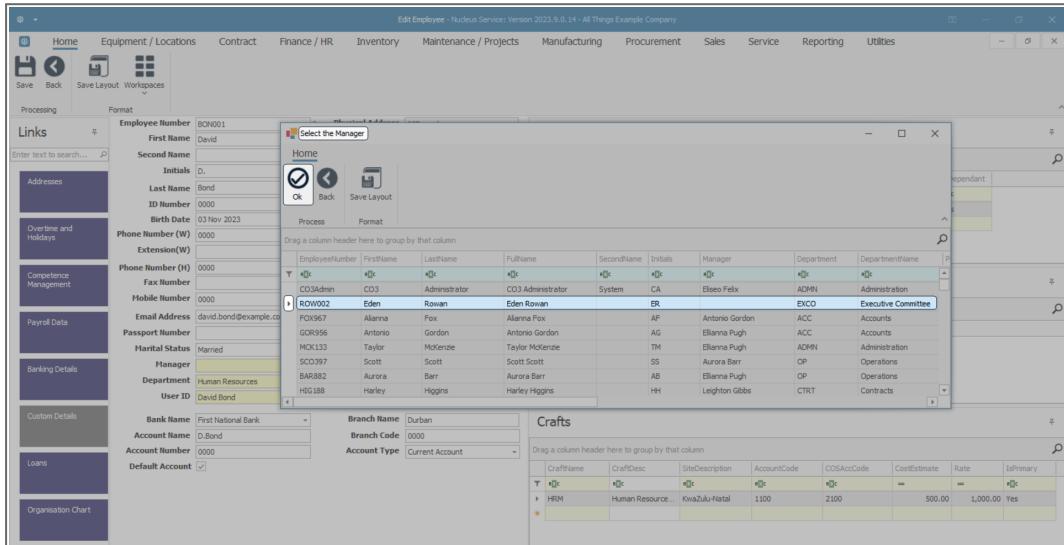 Edit Employee - Nucleus Service: Version 2023.9.0.14 - All Things Example Company
Home Equipment / Locations Contract Finance / HR Inventory Maintenance / Projects Manufacturing Procurement Sales Service Reporting Utilities
Save Back Save Layout Workspaces
Processing Format
Links
Enter text to search...
Addresses
Overtime and Holidays
Competence Management
Payroll Data
Banking Details
Custom Details
Loans
Organisation Chart
Employee Number BON001
First Name David
Second Name
Initials D.
Last Name Bond
ID Number 0000
Birth Date 03 Nov 2023
Phone Number (W) 0000
Extension(W)
Phone Number (H) 0000
Fax Number
Mobile Number 0000
Email Address david.bond@example.co
Passport Number
Marital Status Married
Manager
Department Human Resources
User ID David Bond
Bank Name First National Bank Branch Name Durban
Account Name D.Bond Branch Code 0000
Account Number 0000 Account Type Current Account
Default Account
Select the Manager
Home
Ok Back Save Layout
Process Format
Drag a column header here to group by that column
EmployeeNumber FirstName LastName FullName SecondName Initials Manager Department DepartmentName P
CO3Admin CO3 Administrator CO3 Administrator System CA Eliseo Felix ADMN Administration
ROW002 Eden Rowan Eden Rowan ER EXCO Executive Committee
FOX967 Alianna Fox Alianna Fox AF Antonio Gordon ACC Accounts
GOR956 Antonio Gordon Antonio Gordon AG Ellianna Pugh ACC Accounts
MCK133 Taylor McKenzie Taylor McKenzie TM Ellianna Pugh ADMN Administration
SCO397 Scott Scott Scott Scott SS Aurora Barr OP Operations
BAR882 Aurora Barr Aurora Barr AB Ellianna Pugh OP Operations
HIG188 Harley Higgins Harley Higgins HH Leighton Gibbs CTRT Contracts
ependant
Crafts
Drag a column header here to group by that column
CraftName CraftDesc SiteDescription AccountCode COSAccCode CostEstimate Rate IsPrimary
HRM Human Resource... KwaZulu-Natal 1100 2100 500.00 1,000.00 Yes